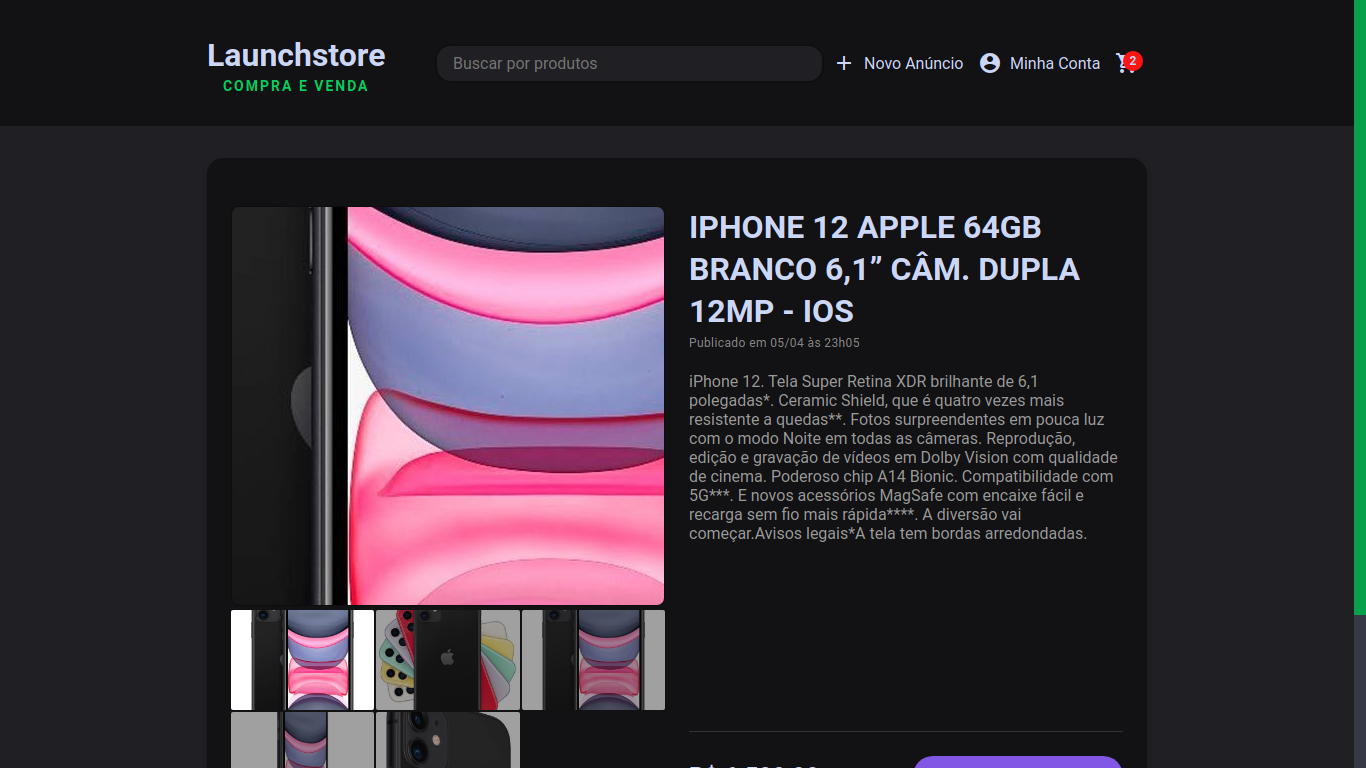 Launchstore
COMPRA E VENDA
Buscar por produtos
Novo Anúncio
Minha Conta
2
IPHONE 12 APPLE 64GB
BRANCO 6,1” CÂM. DUPLA
12MP - IOS
Publicado em 05/04 às 23h05
iPhone 12. Tela Super Retina XDR brilhante de 6,1
polegadas*. Ceramic Shield, que é quatro vezes mais
resistente a quedas**. Fotos surpreendentes em pouca luz
com o modo Noite em todas as câmeras. Reprodução,
edição e gravação de vídeos em Dolby Vision com qualidade
de cinema. Poderoso chip A14 Bionic. Compatibilidade com
5G***. E novos acessórios MagSafe com encaixe fácil e
recarga sem fio mais rápida****. A diversão vai
começar.Avisos legais*A tela tem bordas arredondadas.